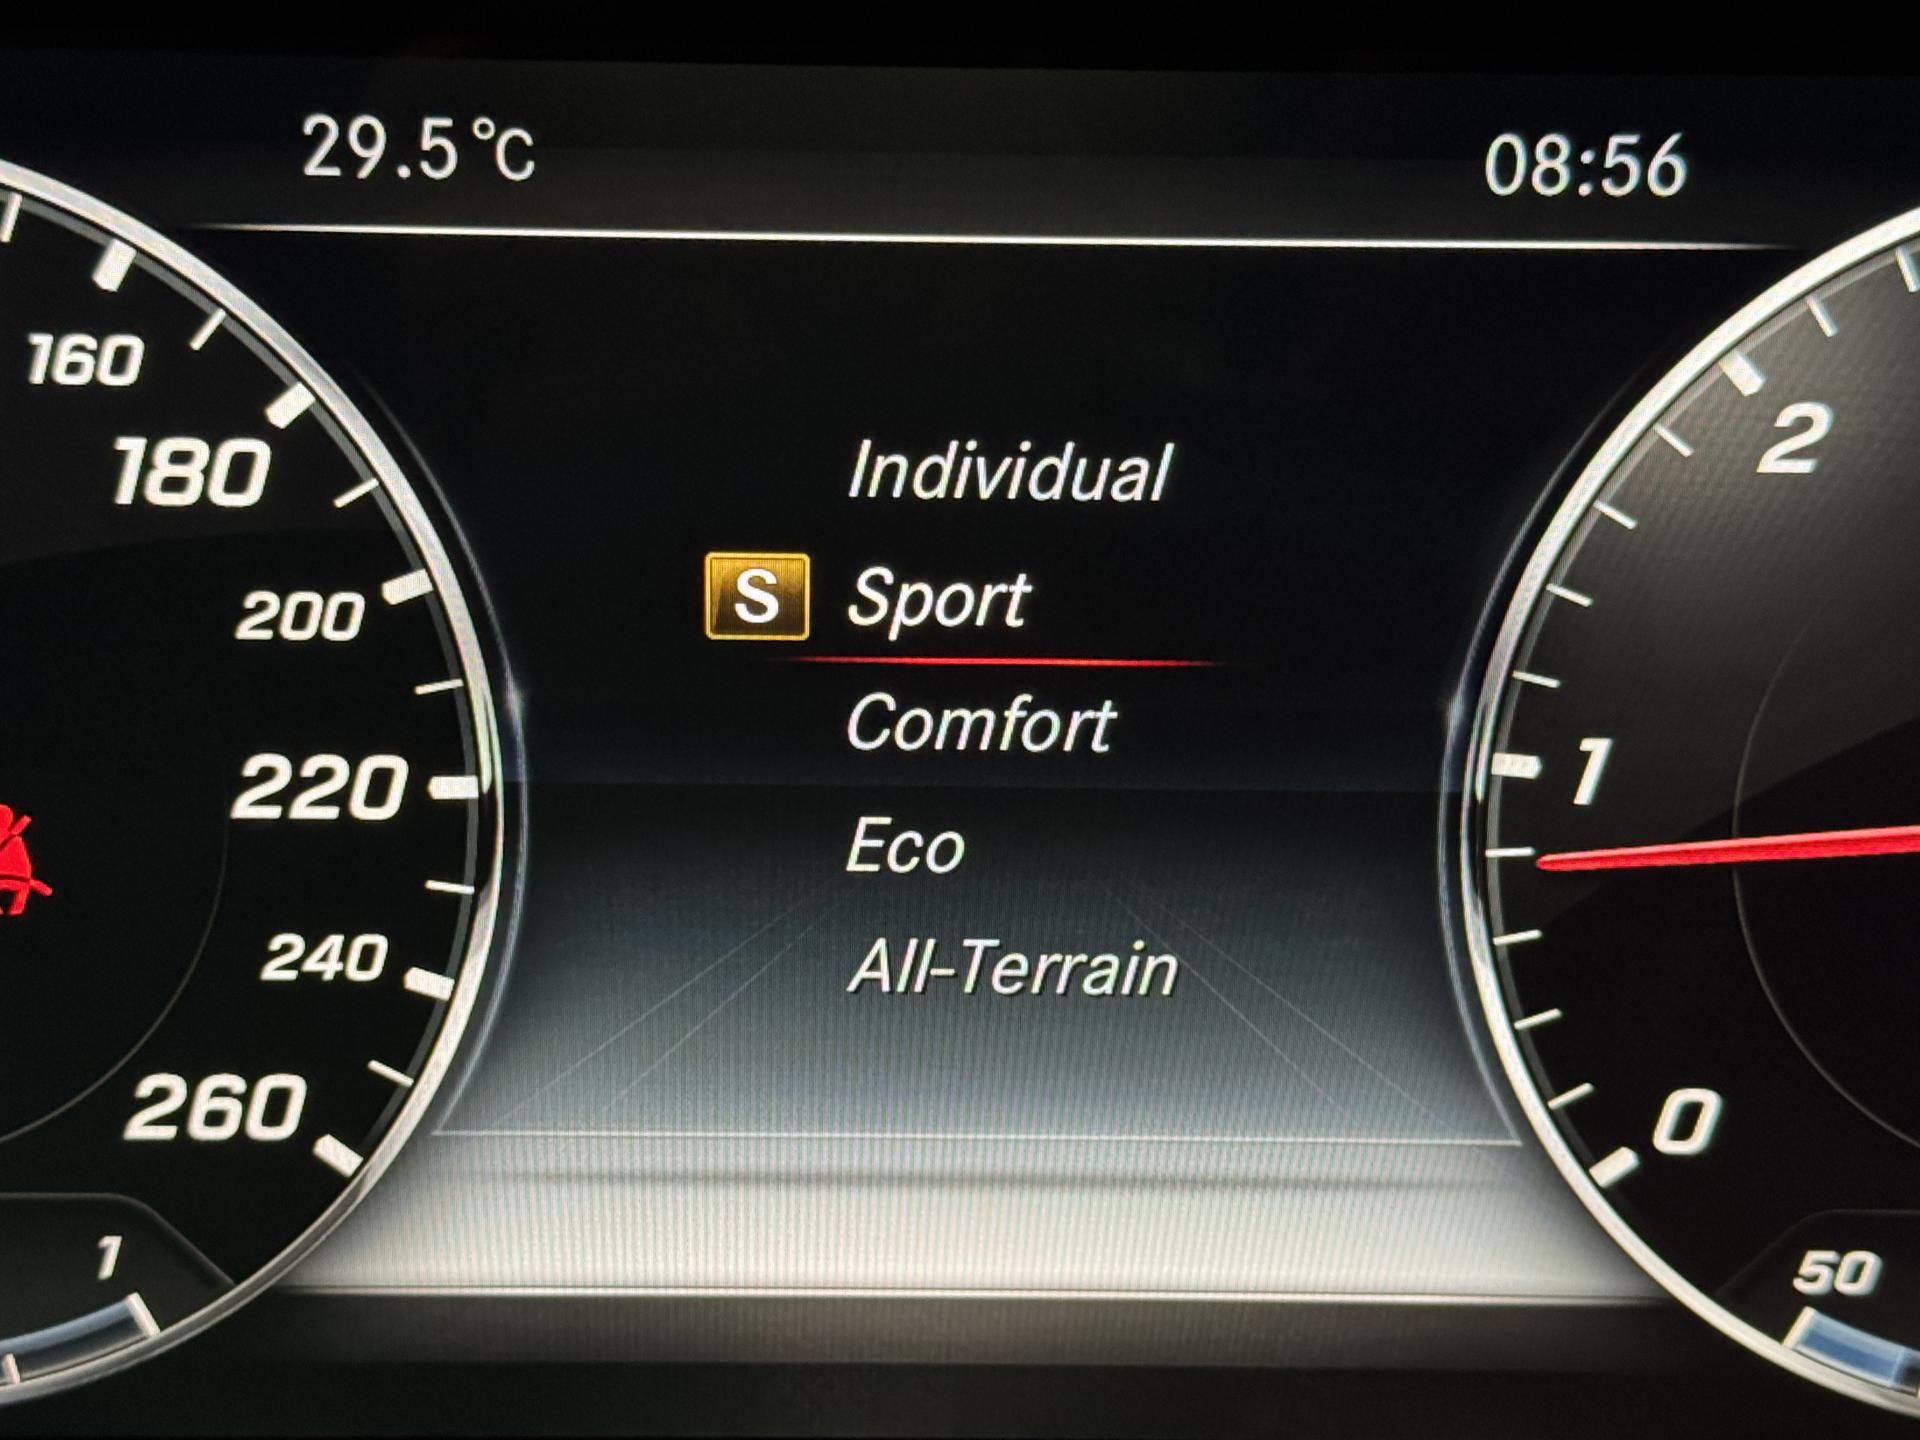 29.5°C
08:56
160
180
200
220
240
260
1
Individual
S Sport
Comfort
Eco
All-Terrain
2
1
0
50